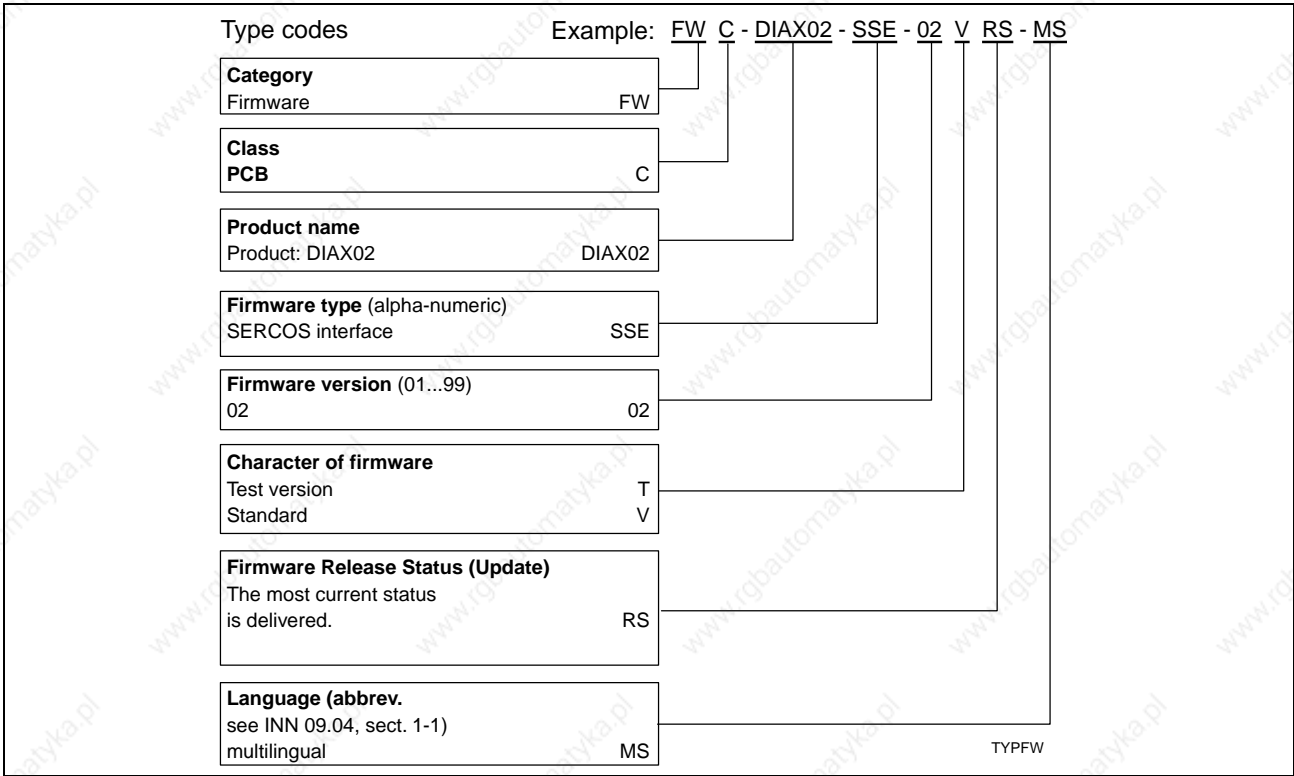 Type codes Example: FW C - DIAX02 - SSE - 02 V RS - MS
Category
Firmware FW
Class
PCB C
Product name
Product: DIAX02 DIAX02
Firmware type (alpha-numeric)
SERCOS interface SSE
Firmware version (01...99)
02 02
Character of firmware
Test version T
Standard V
Firmware Release Status (Update)
The most current status
is delivered. RS
Language (abbrev.
see INN 09.04, sect. 1-1)
multilingual MS
TYPFW
www.rgbautomatyka.pl